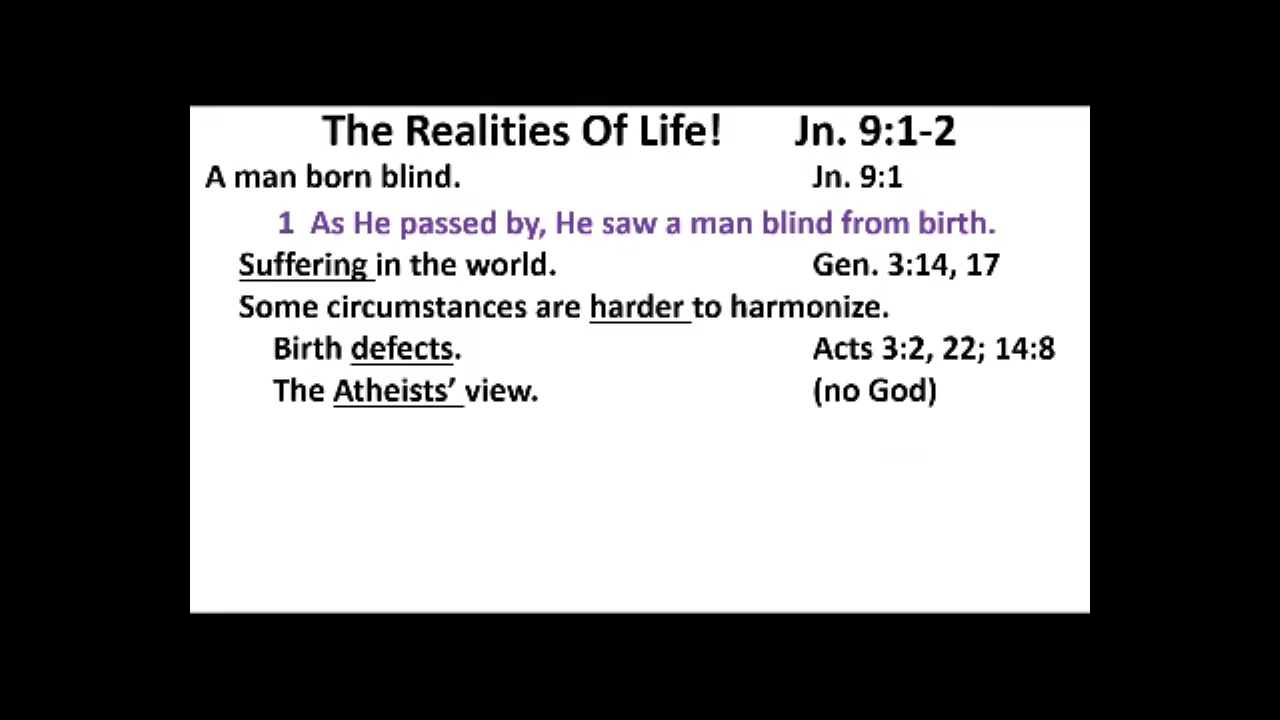 The Realities Of Life! Jn. 9:1-2
A man born blind. Jn. 9:1
1 As He passed by, He saw a man blind from birth.
Suffering in the world. Gen. 3:14, 17
Some circumstances are harder to harmonize.
Birth defects. Acts 3:2, 22; 14:8
The Atheists’ view. (no God)